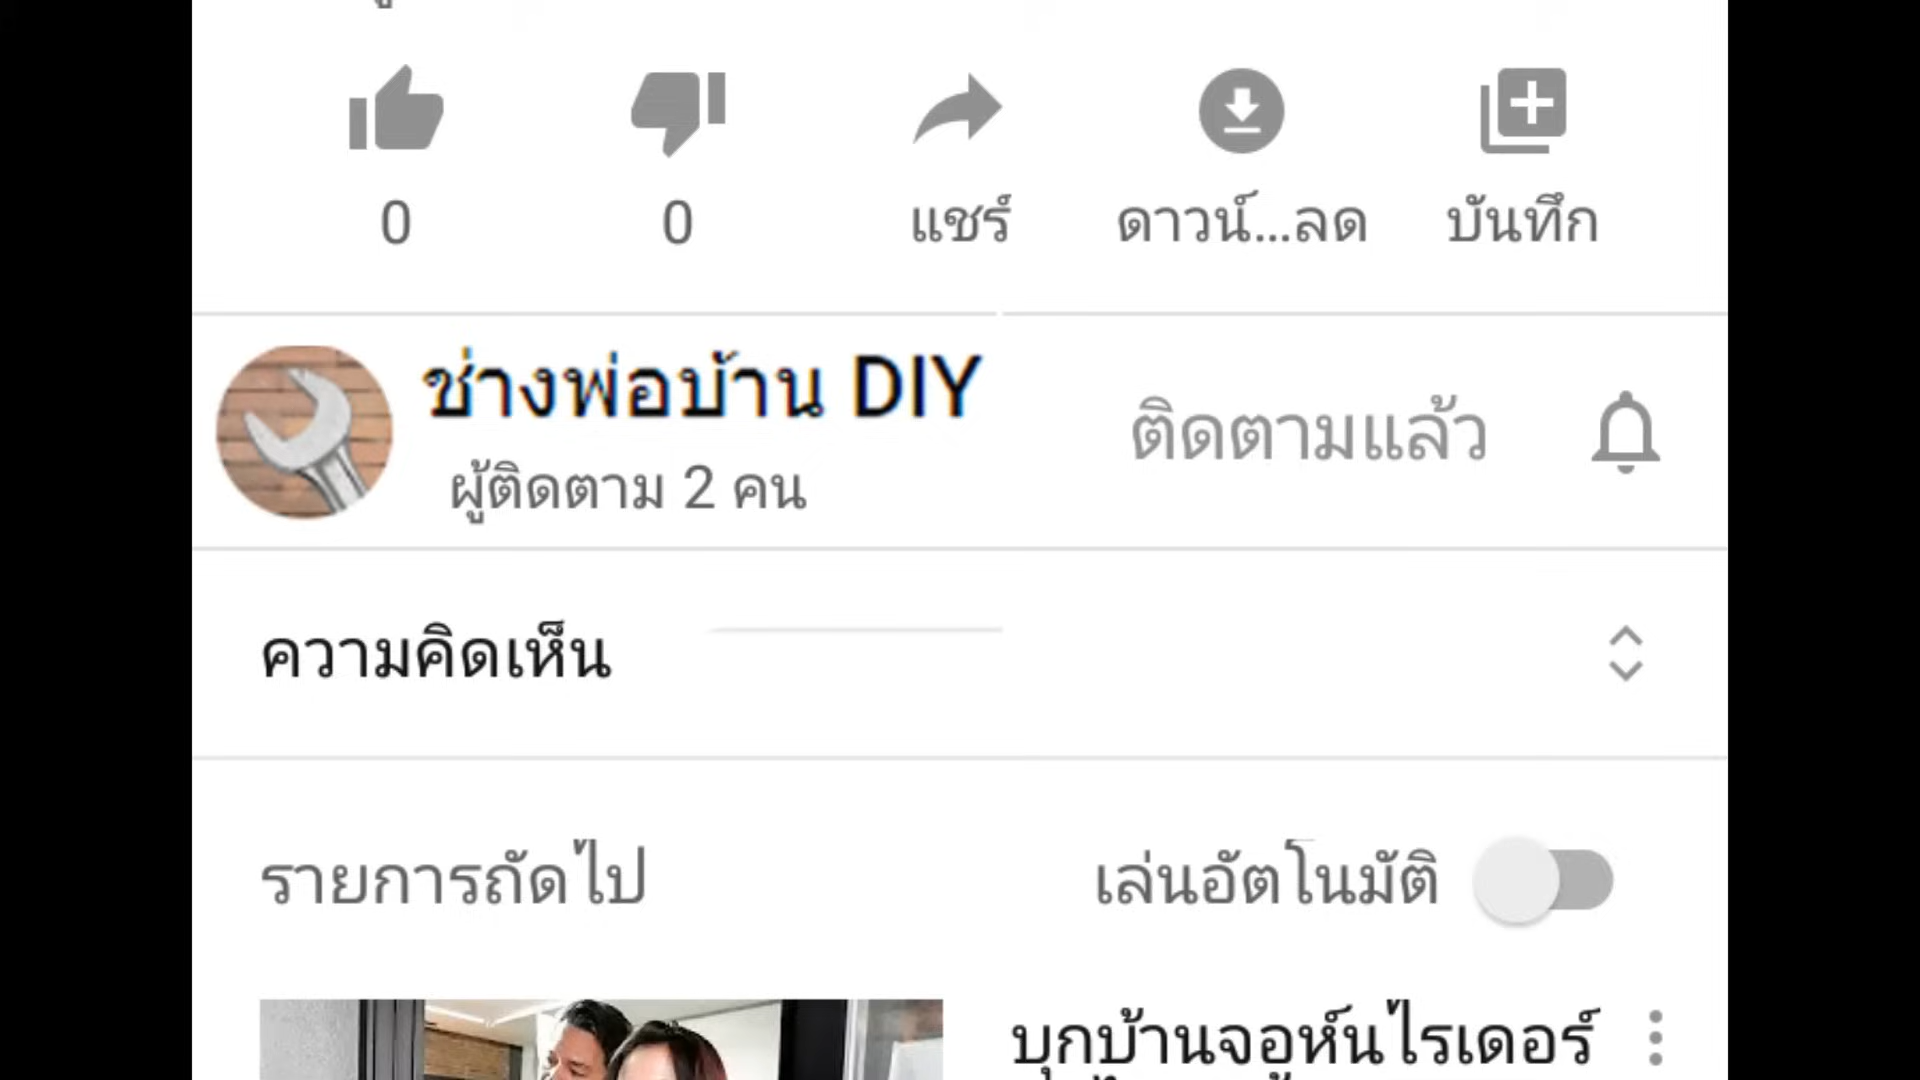 0 0 แชร์ ดาวน์...ลด บันทึก
ช่างพ่อบ้าน DIY
ผู้ติดตาม 2 คน
ติดตามแล้ว
ความคิดเห็น
รายการถัดไป เล่นอัตโนมัติ
บุกบ้านจอห์นไรเดอร์